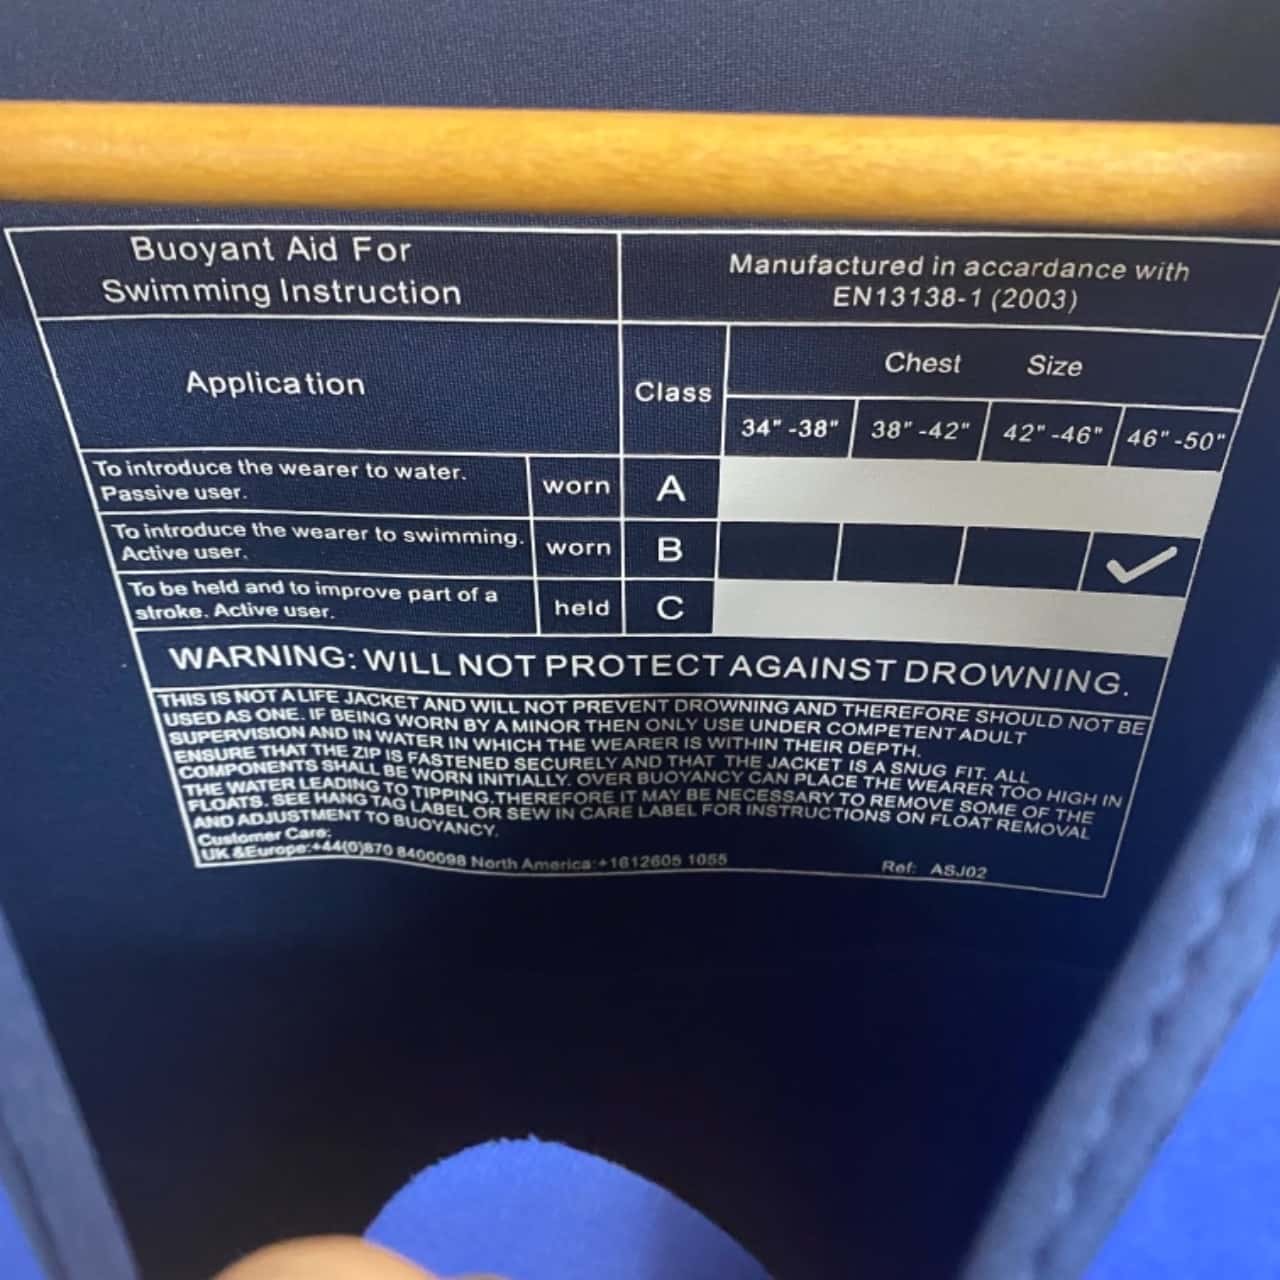 Buoyant Aid For
Swimming Instruction
Manufactured in accardance with
EN13138-1 (2003)
Application
Class
Chest Size
34" -38" 38" -42" 42" -46" 46" -50"
To introduce the wearer to water.
Passive user.
worn
A
To introduce the wearer to swimming.
Active user.
worn
B
To be held and to improve part of a
stroke. Active user.
held
C
WARNING: WILL NOT PROTECT AGAINST DROWNING.
THIS IS NOT A LIFE JACKET AND WILL NOT PREVENT DROWNING AND THEREFORE SHOULD NOT BE
USED AS ONE. IF BEING WORN BY A MINOR THEN ONLY USE UNDER COMPETENT ADULT
SUPERVISION AND IN WATER IN WHICH THE WEARER IS WITHIN THEIR DEPTH.
ENSURE THAT THE ZIP IS FASTENED SECURELY AND THAT THE JACKET IS A SNUG FIT. ALL
COMPONENTS SHALL BE WORN INITIALLY. OVER BUOYANCY CAN PLACE THE WEARER TOO HIGH IN
THE WATER LEADING TO TIPPING.THEREFORE IT MAY BE NECESSARY TO REMOVE SOME OF THE
FLOATS. SEE HANG TAG LABEL OR SEW IN CARE LABEL FOR INSTRUCTIONS ON FLOAT REMOVAL
AND ADJUSTMENT TO BUOYANCY.
Customer Care:
UK &Europe:+44(0)870 8400098 North America:+1612605 1055
Ref: ASJ02